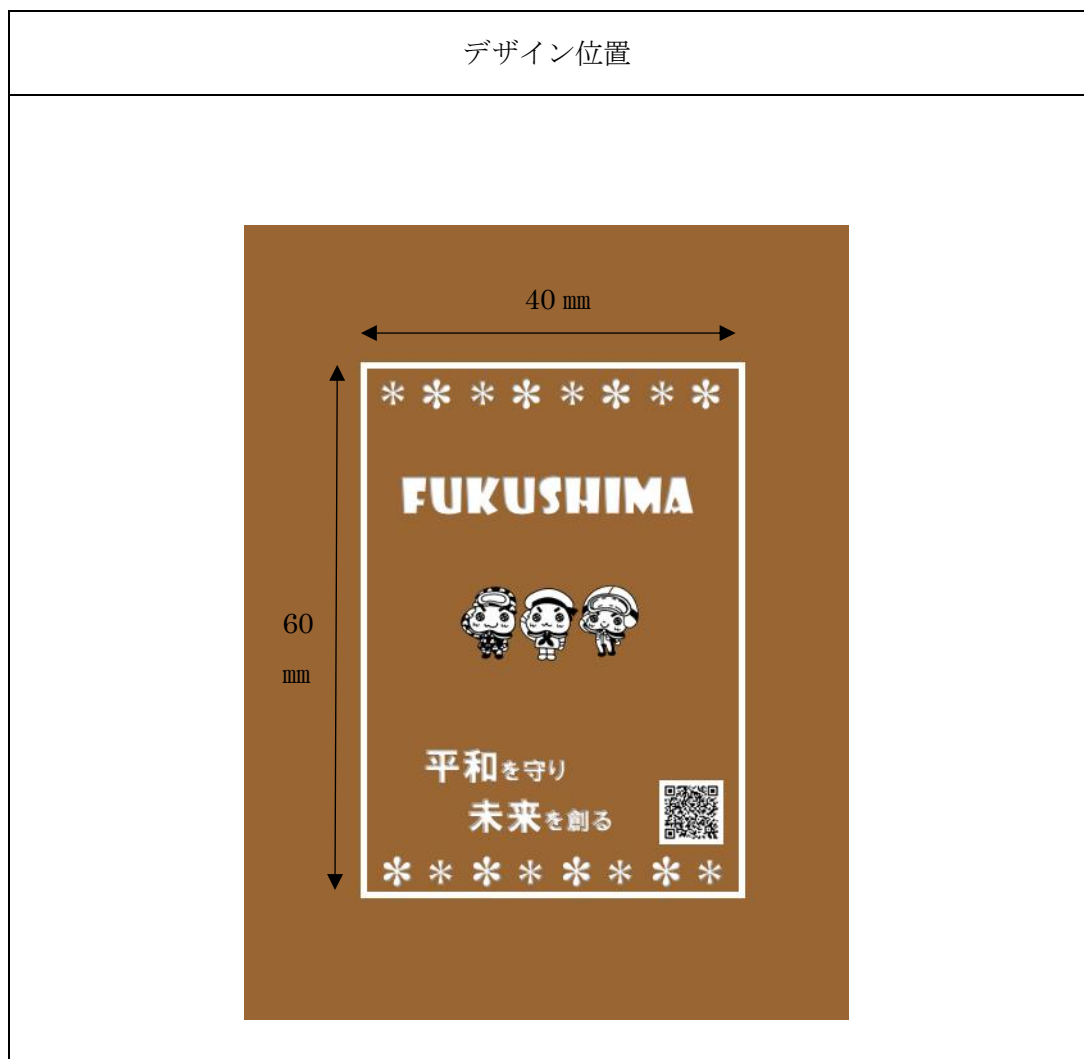 デザイン位置
40 ㎜
＊ ✽ ＊ ✽ ＊ ✽ ＊ ✽
FUKUSHIMA
60
㎜
平和を守り
未来を創る
✽ ＊ ✽ ＊ ✽ ＊ ✽ ＊